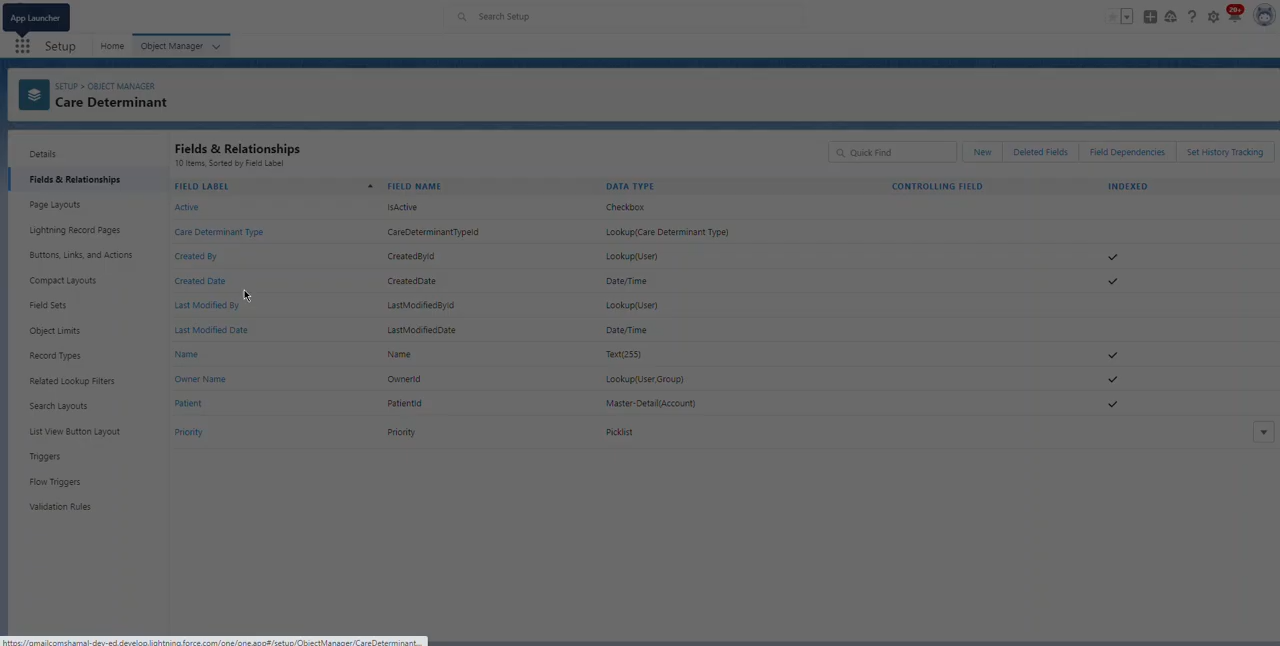 App Launcher
Search Setup
20+
Setup
Home
Object Manager
SETUP > OBJECT MANAGER
Care Determinant
Details
Fields & Relationships
Page Layouts
Lightning Record Pages
Buttons, Links, and Actions
Compact Layouts
Field Sets
Object Limits
Record Types
Related Lookup Filters
Search Layouts
List View Button Layout
Triggers
Flow Triggers
Validation Rules
Fields & Relationships
10 Items, Sorted by Field Label
Quick Find
New
Deleted Fields
Field Dependencies
Set History Tracking
FIELD LABEL FIELD NAME DATA TYPE CONTROLLING FIELD INDEXED
Active IsActive Checkbox
Care Determinant Type CareDeterminantTypeId Lookup(Care Determinant Type)
Created By CreatedById Lookup(User)
Created Date CreatedDate Date/Time
Last Modified By LastModifiedById Lookup(User)
Last Modified Date LastModifiedDate Date/Time
Name Name Text(255)
Owner Name OwnerId Lookup(User,Group)
Patient PatientId Master-Detail(Account)
Priority Priority Picklist
https://gmailcomshamal-dev-ed.develop.lightning.force.com/one/one.app#/setup/ObjectManager/CareDeterminant...